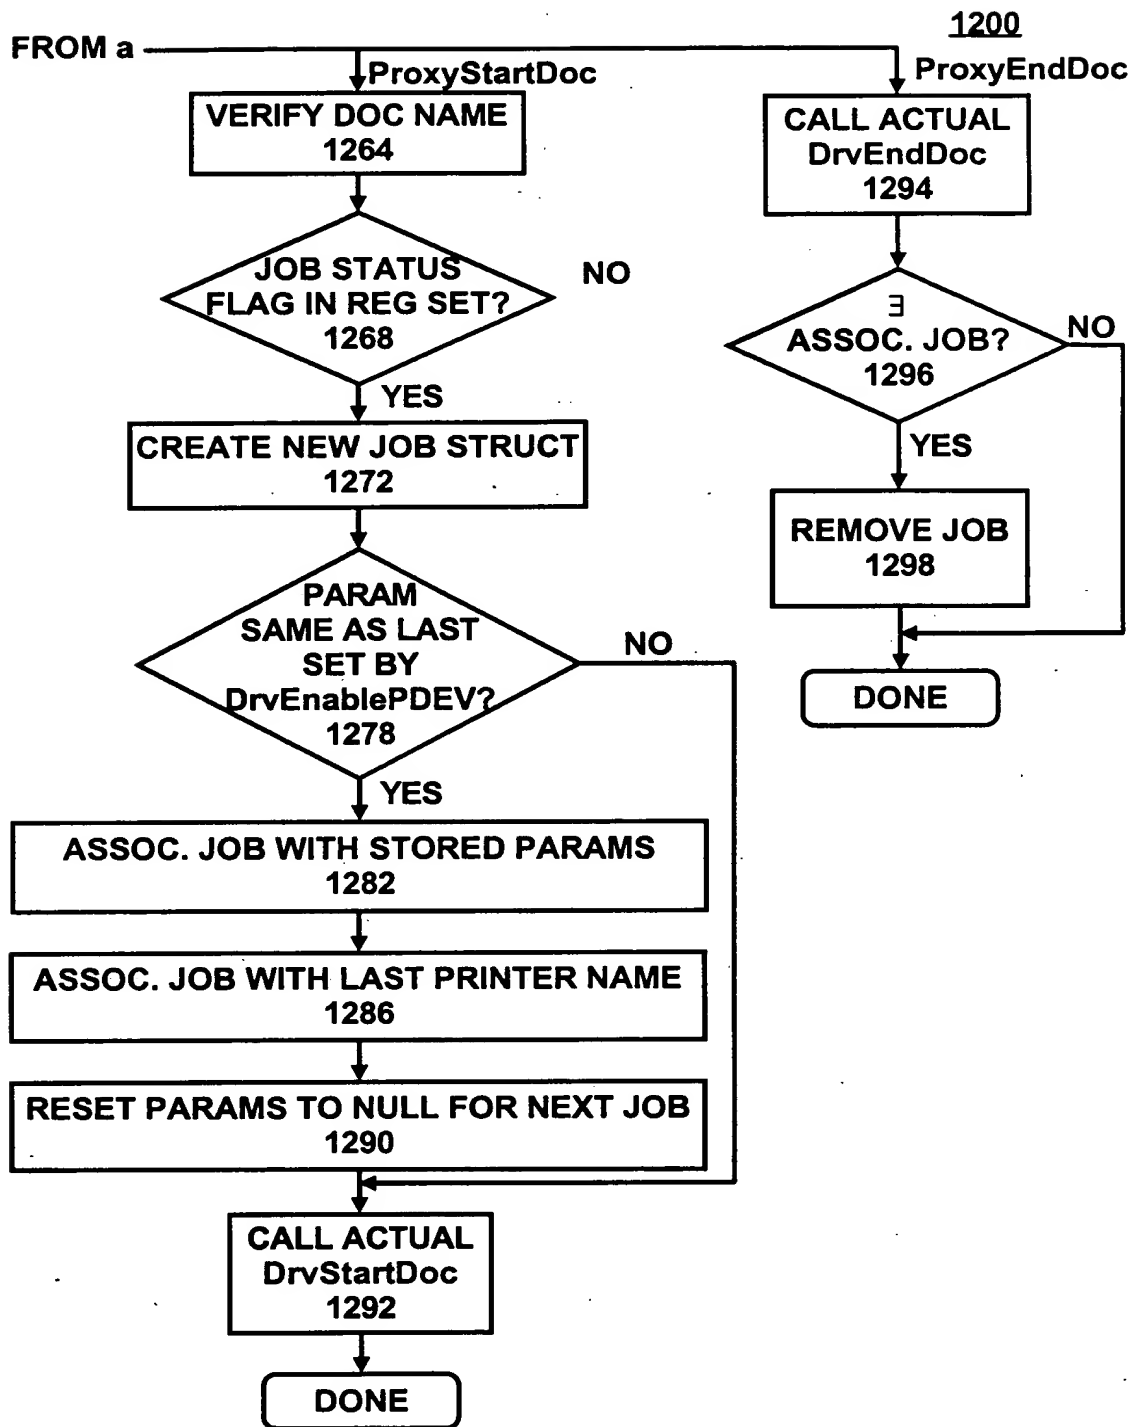 1200
FROM a
ProxyStartDoc
VERIFY DOC NAME
1264
JOB STATUS
FLAG IN REG SET?
1268
NO
YES
CREATE NEW JOB STRUCT
1272
PARAM
SAME AS LAST
SET BY
DrvEnablePDEV?
1278
NO
YES
ASSOC. JOB WITH STORED PARAMS
1282
ASSOC. JOB WITH LAST PRINTER NAME
1286
RESET PARAMS TO NULL FOR NEXT JOB
1290
CALL ACTUAL
DrvStartDoc
1292
DONE
ProxyEndDoc
CALL ACTUAL
DrvEndDoc
1294
∃
ASSOC. JOB?
1296
NO
YES
REMOVE JOB
1298
DONE